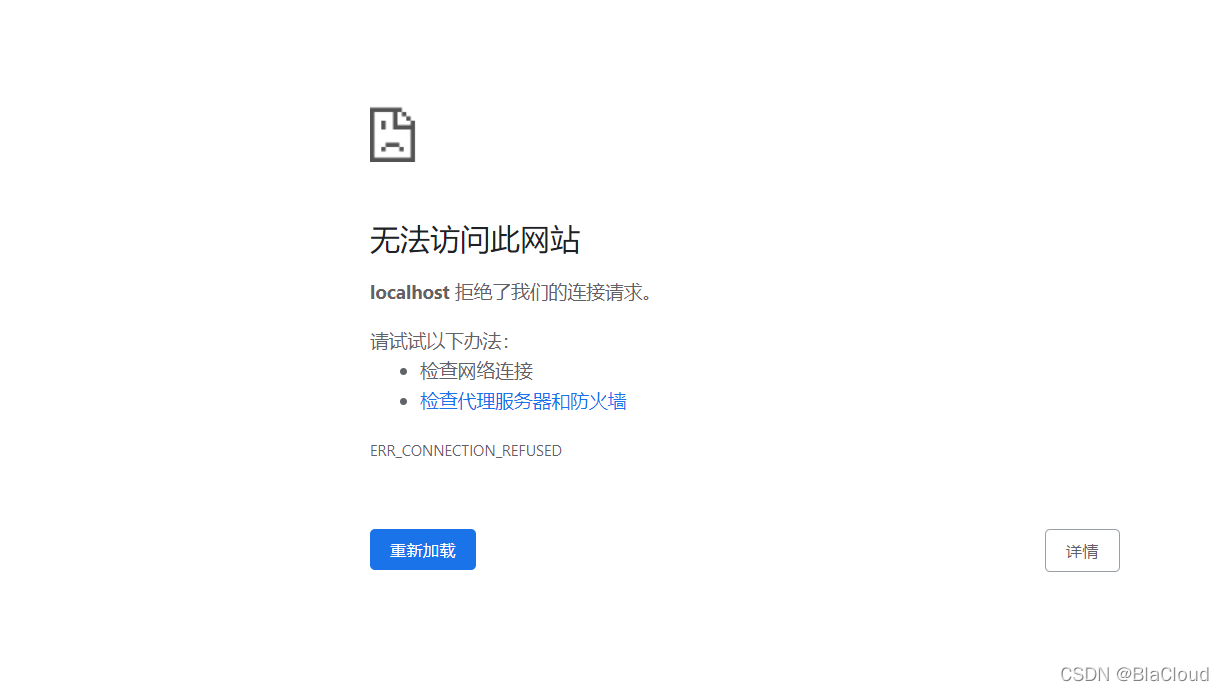 无法访问此网站
localhost 拒绝了我们的连接请求。
请试试以下办法：
检查网络连接
检查代理服务器和防火墙
ERR_CONNECTION_REFUSED
重新加载
详情
CSDN @BlaCloud